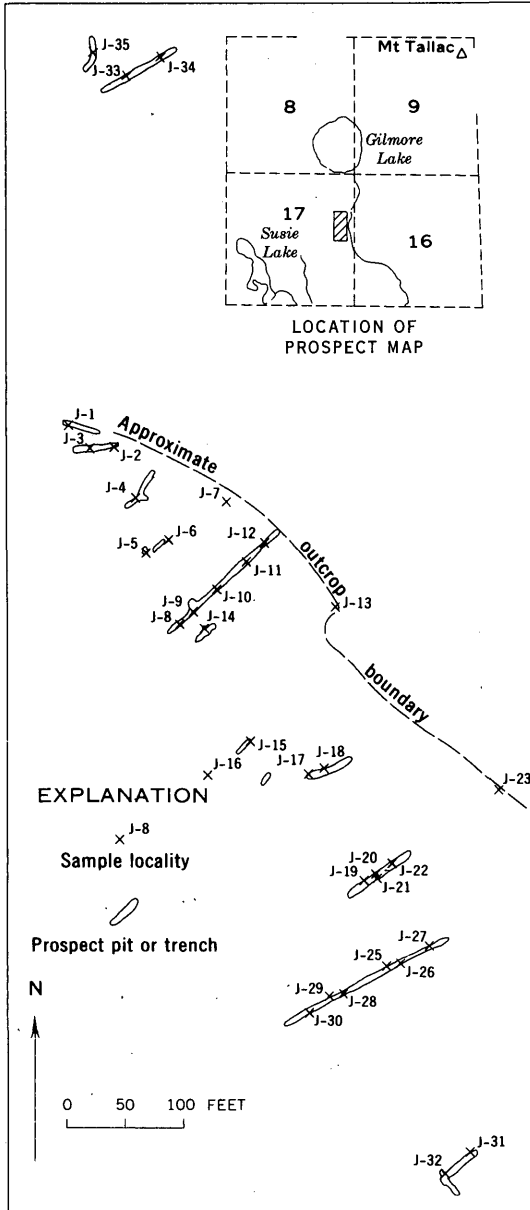 J-35
J-33
J-34
Mt Tallac
8
9
Gilmore
Lake
17
Susie
Lake
16
LOCATION OF
PROSPECT MAP
J-1
J-3
J-2
Approximate outcrop boundary
J-4
J-7
J-5
J-6
J-12
J-11
J-10
J-9
J-8
J-14
J-13
J-15
J-16
J-17
J-18
J-23
EXPLANATION
J-8
Sample locality
Prospect pit or trench
J-20
J-19
J-22
J-21
J-27
J-25
J-26
J-29
J-28
J-30
N
0 50 100 FEET
J-31
J-32